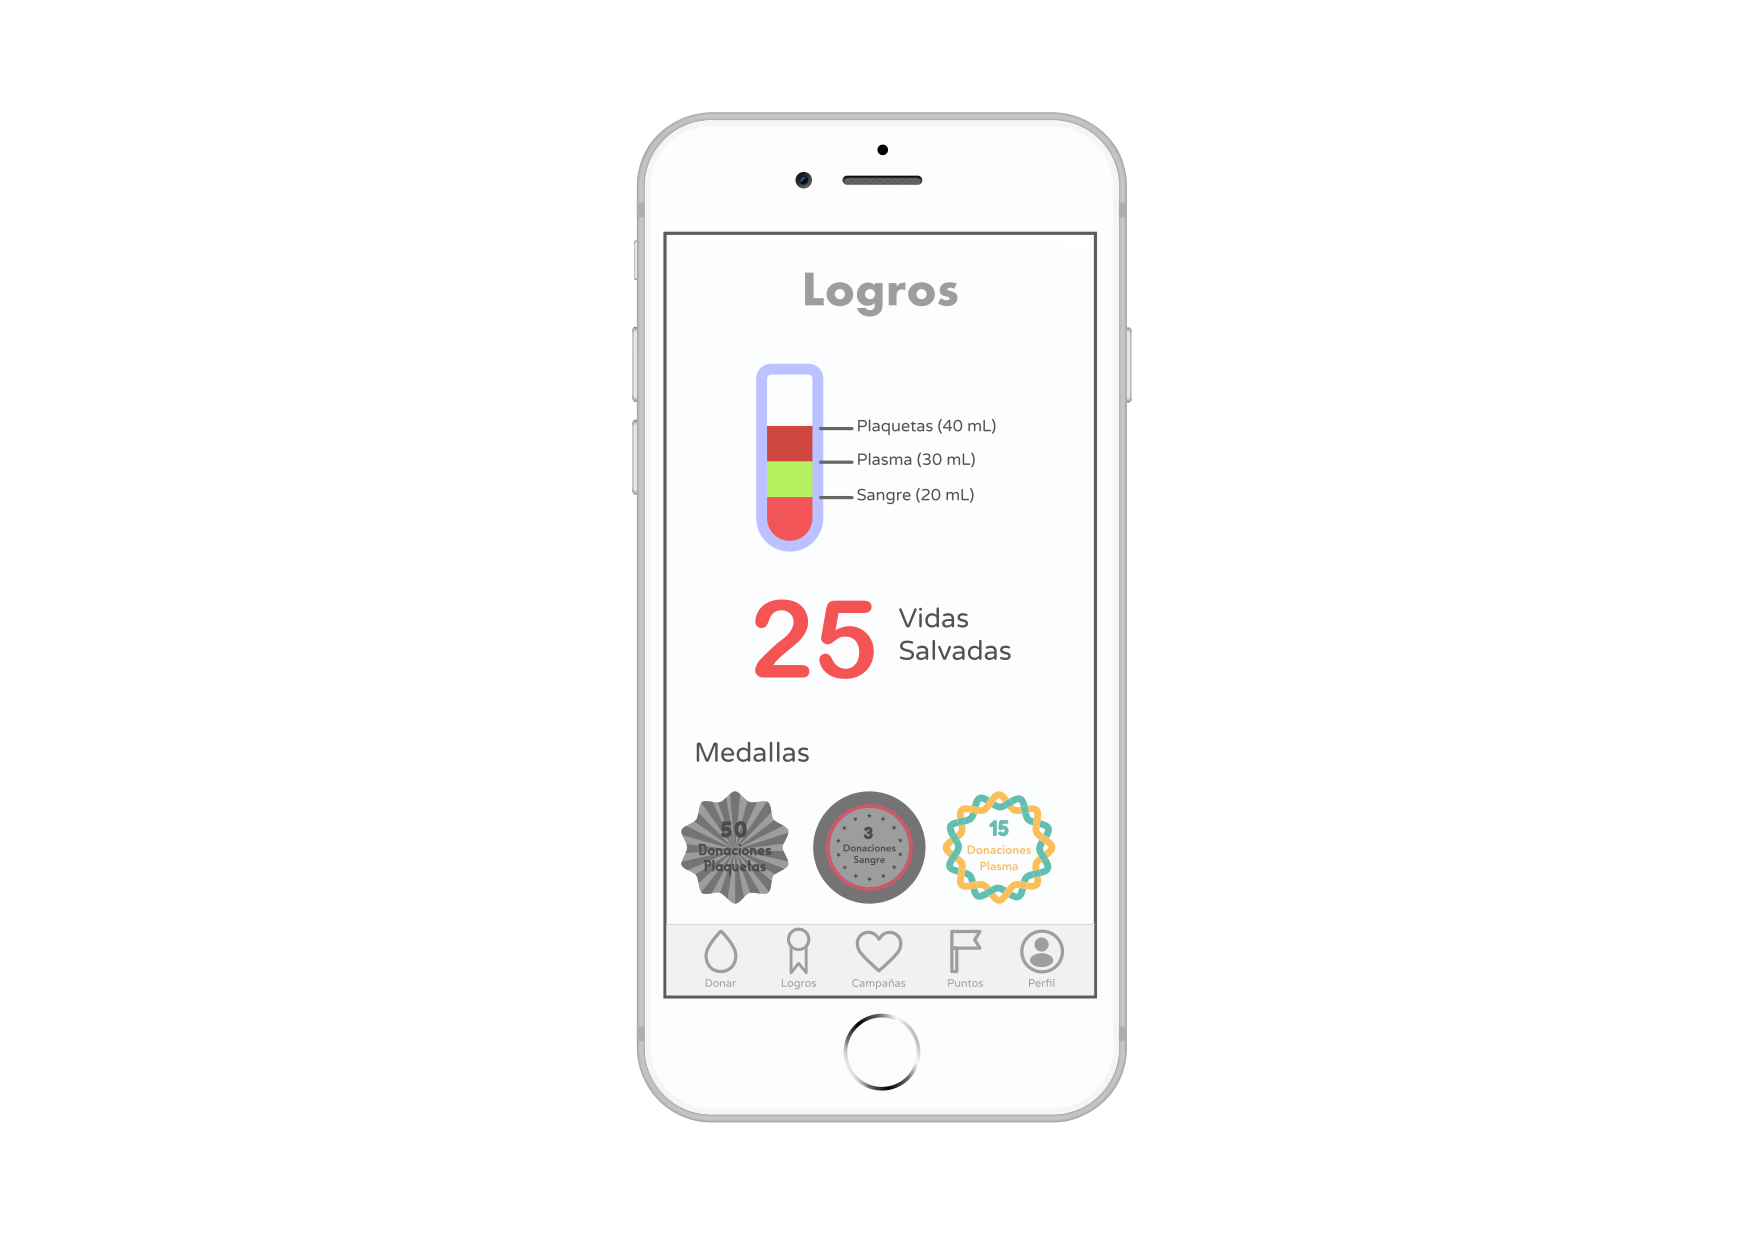 Logros
Plaquetas (40 mL)
Plasma (30 mL)
Sangre (20 mL)
25
Vidas
Salvadas
Medallas
50
Donaciones
Plaquetas
3
Donaciones
Sangre
15
Donaciones
Plasma
Donar
Logros
Campañas
Puntos
Perfil